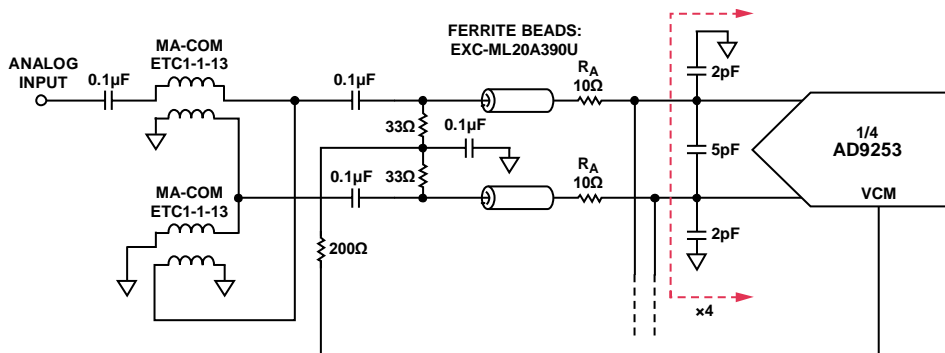 FERRITE BEADS:
EXC-ML20A390U
MA-COM
ETC1-1-13
ANALOG
INPUT
0.1µF
0.1µF
R_A
10Ω
2pF
33Ω
0.1µF
5pF
1/4
AD9253
VCM
33Ω
MA-COM
ETC1-1-13
0.1µF
R_A
10Ω
2pF
200Ω
×4